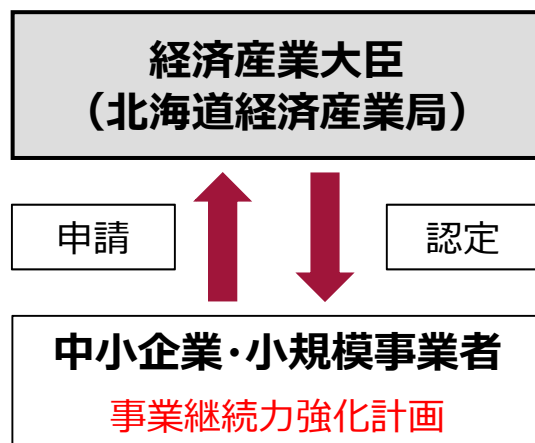 経済産業大臣
（北海道経済産業局）
申請
認定
中小企業・小規模事業者
事業継続力強化計画